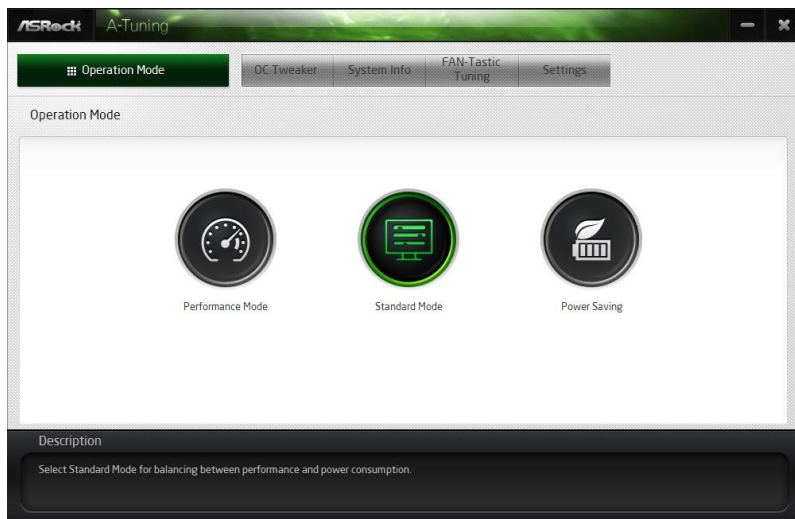 ASRock A-Tuning
Operation Mode
OC Tweaker
System Info
FAN-Tastic
Tuning
Settings
Operation Mode
Performance Mode
Standard Mode
Power Saving
Description
Select Standard Mode for balancing between performance and power consumption.